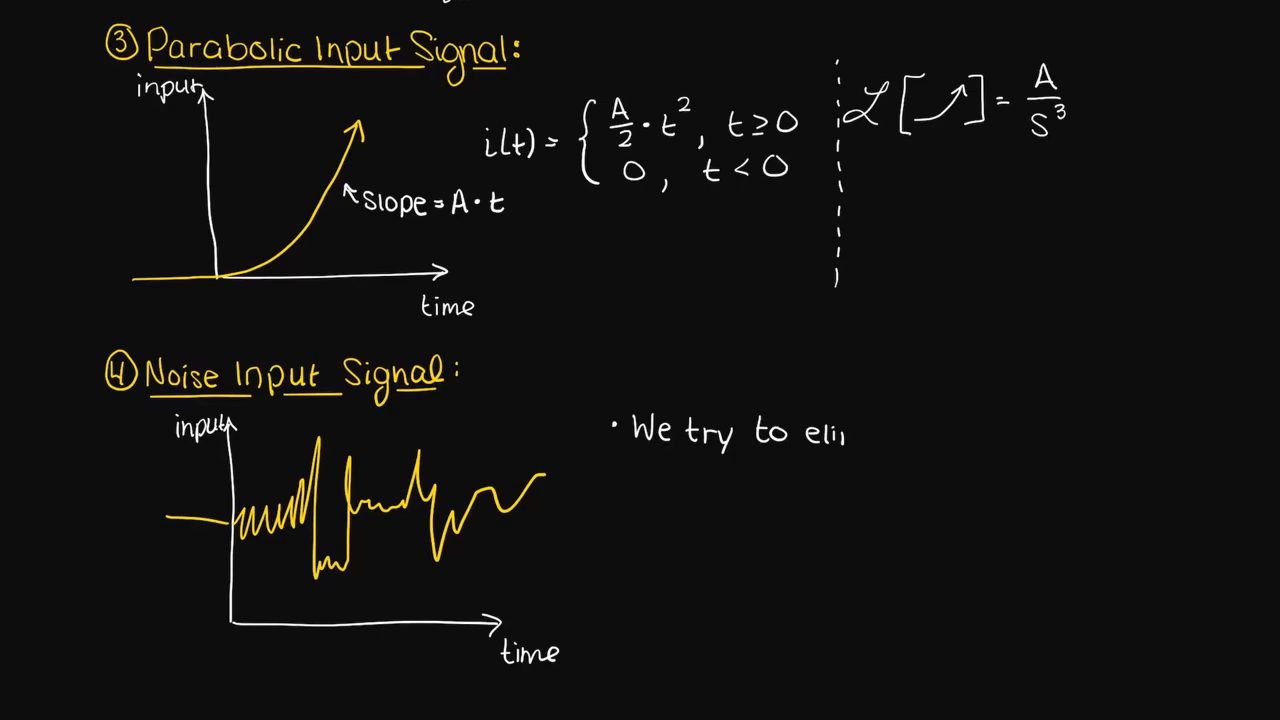 ③ Parabolic Input Signal:
input
i(t) = { A/2 · t², t ≥ 0
0, t < 0
ℒ[ ] = A/S³
slope = A · t
time
④ Noise Input Signal:
input
· We try to eli
time